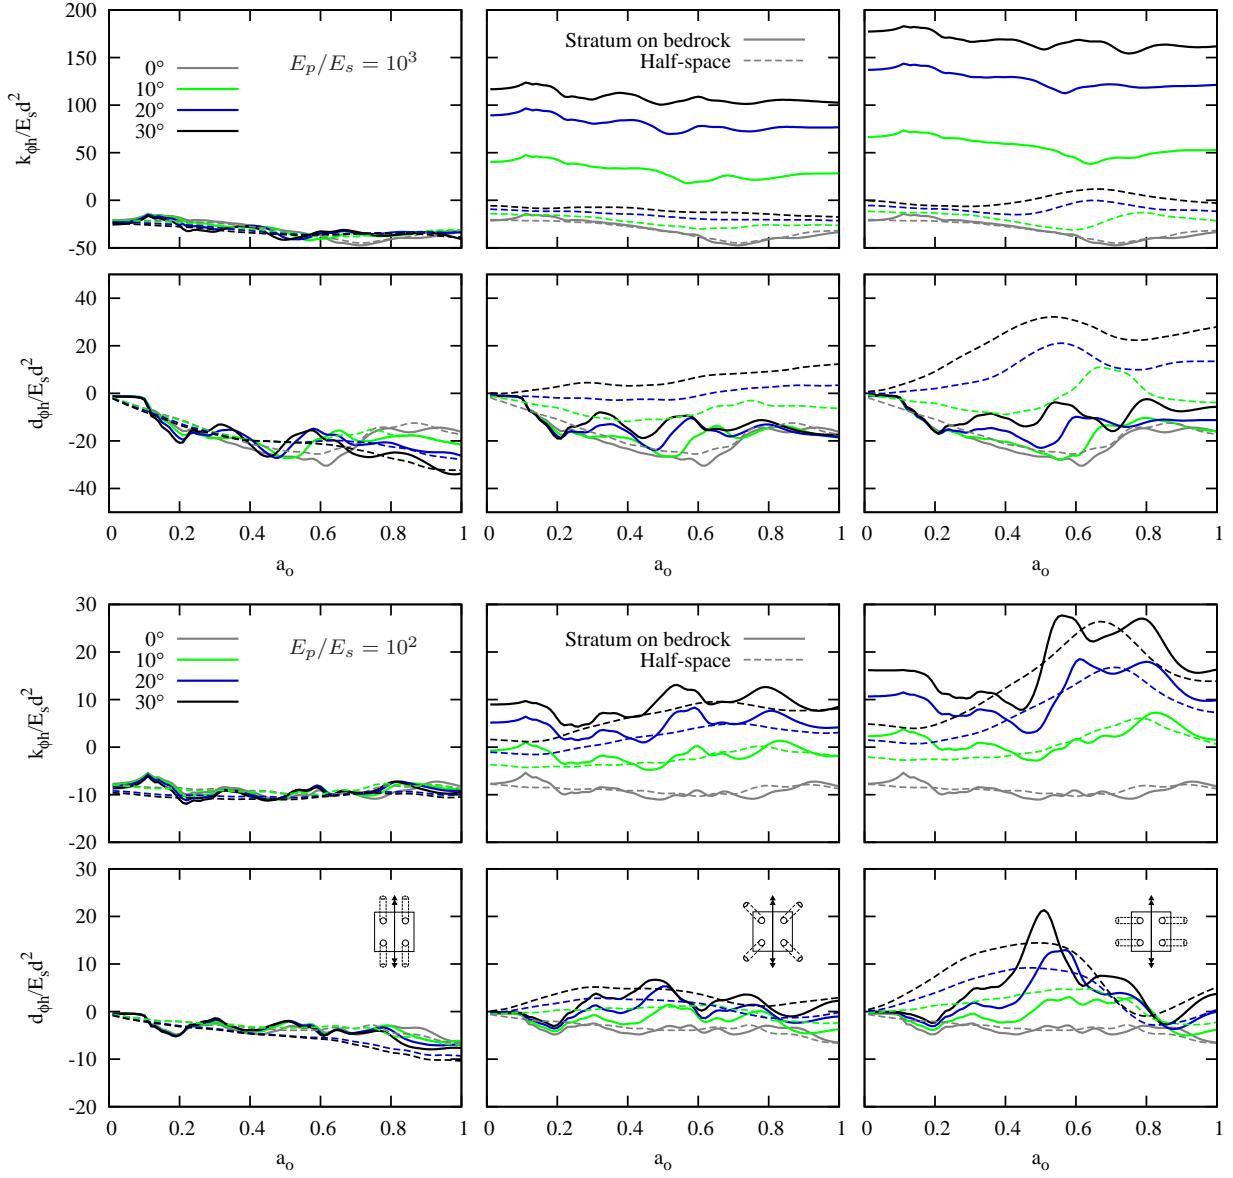 200
150
100
50
0
-50
k_ϕh/E_s d^2
0°
10°
20°
30°
E_p/E_s = 10^3
Stratum on bedrock
Half-space
40
20
0
-20
-40
d_ϕh/E_s d^2
0 0.2 0.4 0.6 0.8 1
0 0.2 0.4 0.6 0.8 1
0 0.2 0.4 0.6 0.8 1
a_o
a_o
a_o
30
20
10
0
-10
-20
k_ϕh/E_s d^2
0°
10°
20°
30°
E_p/E_s = 10^2
Stratum on bedrock
Half-space
30
20
10
0
-10
-20
d_ϕh/E_s d^2
0 0.2 0.4 0.6 0.8 1
0 0.2 0.4 0.6 0.8 1
0 0.2 0.4 0.6 0.8 1
a_o
a_o
a_o